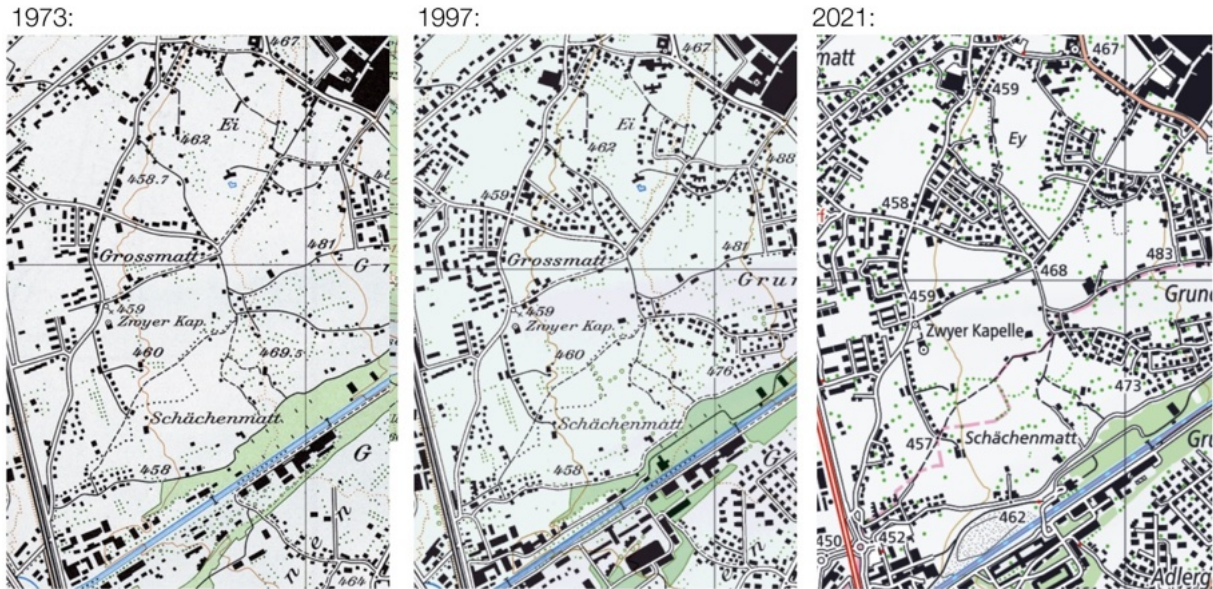 1973:
1997:
2021:
467
Ei
462
458.7
481
Grossmatt
G r
459
Zwyer Kap.
460
469.5
Schächenmatt
458
G
n
e
n
464
467
Ei
462
488
459
481
Grossmatt
Grun
459
Zwyer Kap.
460
476
Schächenmatt
458
G
n
e
matt
467
459
Ey
458
483
468
Grund
459
Zwyer Kapelle
473
457
Schächenmatt
462
Gru
450
452
Adlerg